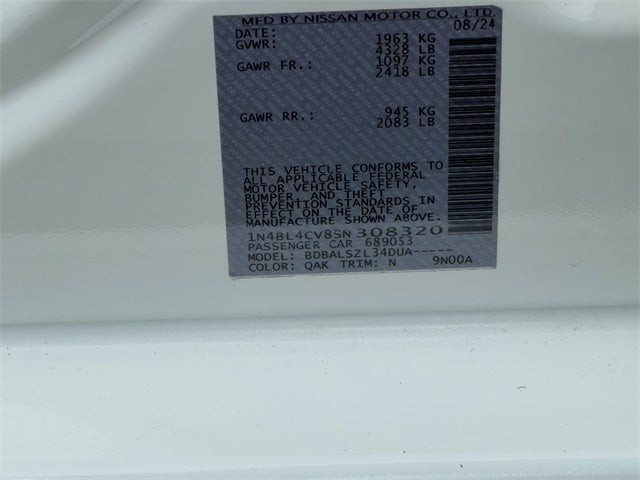 MFD BY NISSAN MOTOR CO., LTD.
DATE: 08/24
GVWR: 1963 KG
4328 LB
GAWR FR.: 1097 KG
2418 LB
GAWR RR.: 945 KG
2083 LB
THIS VEHICLE CONFORMS TO
ALL APPLICABLE FEDERAL
MOTOR VEHICLE SAFETY,
BUMPER, AND THEFT
PREVENTION STANDARDS IN
EFFECT ON THE DATE OF
MANUFACTURE SHOWN ABOVE.
1N4BL4CV8SN308320
PASSENGER CAR 689053
MODEL: BDBALSZL34DUA-----
COLOR: QAK TRIM: N 9N00A